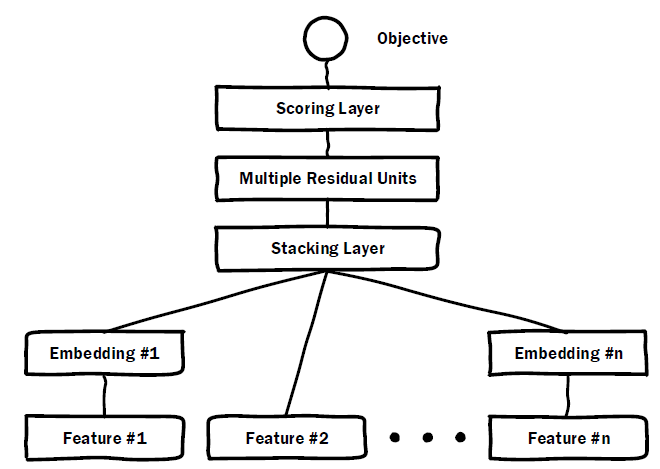 Objective
Scoring Layer
Multiple Residual Units
Stacking Layer
Embedding #1
Embedding #n
Feature #1
Feature #2
Feature #n